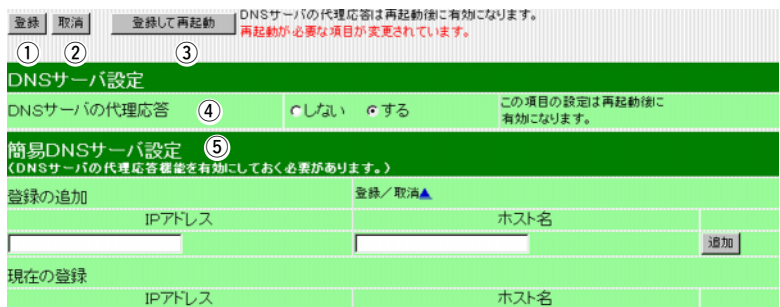 登録 取消 登録して再起動 DNSサーバの代理応答は再起動後に有効になります。
再起動が必要な項目が変更されています。
① ② ③
DNSサーバ設定
DNSサーバの代理応答 ④ しない する この項目の設定は再起動後に
有効になります。
簡易DNSサーバ設定 ⑤
(DNSサーバの代理応答機能を有効にしておく必要があります。)
登録の追加 登録/取消▲
IPアドレス ホスト名
追加
現在の登録
IPアドレス ホスト名